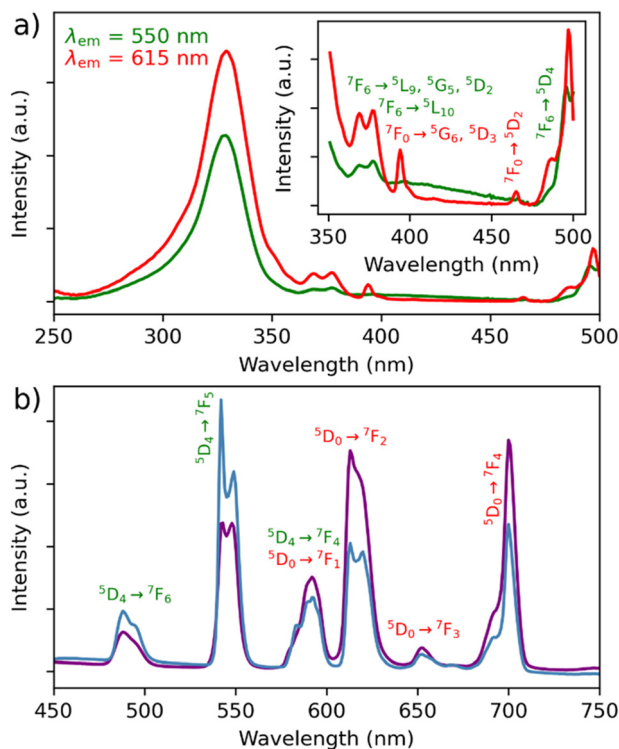 a)
λem = 550 nm
λem = 615 nm
Intensity (a.u.)
250 300 350 400 450 500
Wavelength (nm)
Intensity (a.u.)
⁷F₆→⁵L₉, ⁵G₅, ⁵D₂
⁷F₆→⁵L₁₀
⁷F₀→⁵G₆, ⁵D₃
⁷F₀→⁵D₂
⁷F₆→⁵D₄
350 400 450 500
Wavelength (nm)
b)
Intensity (a.u.)
⁵D₄→⁷F₆
⁵D₄→⁷F₅
⁵D₄→⁷F₄
⁵D₀→⁷F₁
⁵D₀→⁷F₂
⁵D₀→⁷F₃
⁵D₀→⁷F₄
450 500 550 600 650 700 750
Wavelength (nm)